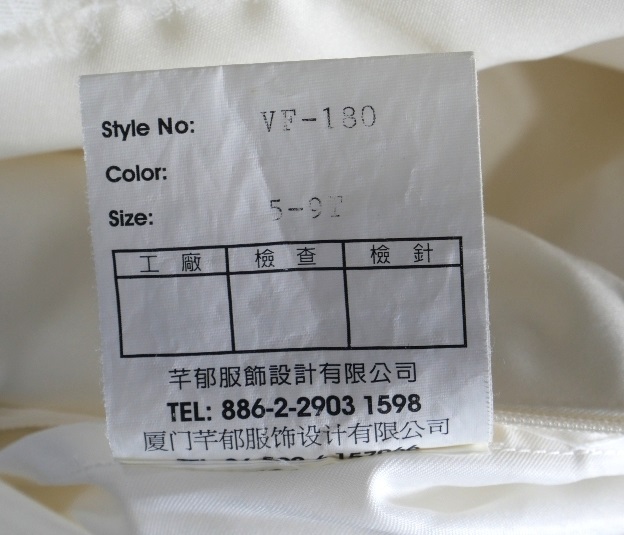 Style No: VF-180
Color:
Size: 5-9T
工廠 檢查 檢針
芊郁服飾設計有限公司
TEL: 886-2-2903 1598
厦门芊郁服饰设计有限公司